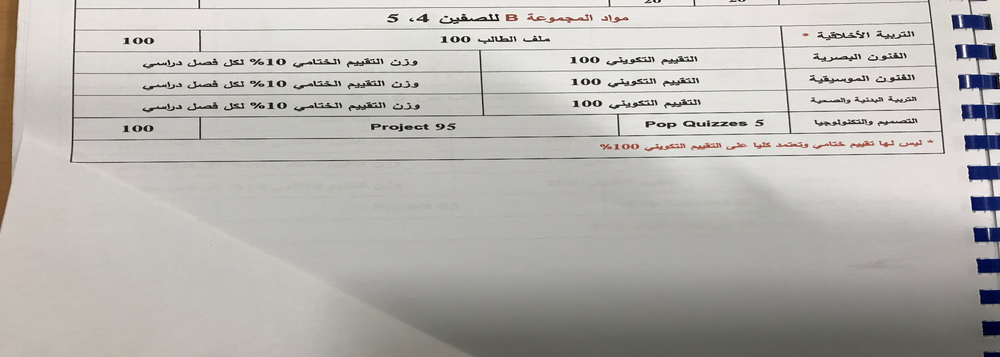 20 20
مواد المجموعة B للصفين 4، 5
التربية الأخلاقية * ملف الطالب 100 100
الفنون البصرية التقييم التكويني 100 وزن التقييم الختامي 10% لكل فصل دراسي
الفنون الموسيقية التقييم التكويني 100 وزن التقييم الختامي 10% لكل فصل دراسي
التربية البدنية والصحية التقييم التكويني 100 وزن التقييم الختامي 10% لكل فصل دراسي
التصميم والتكنولوجيا Pop Quizzes 5 Project 95 100
* ليس لها تقييم ختامي وتعتمد كليا على التقييم التكويني 100%